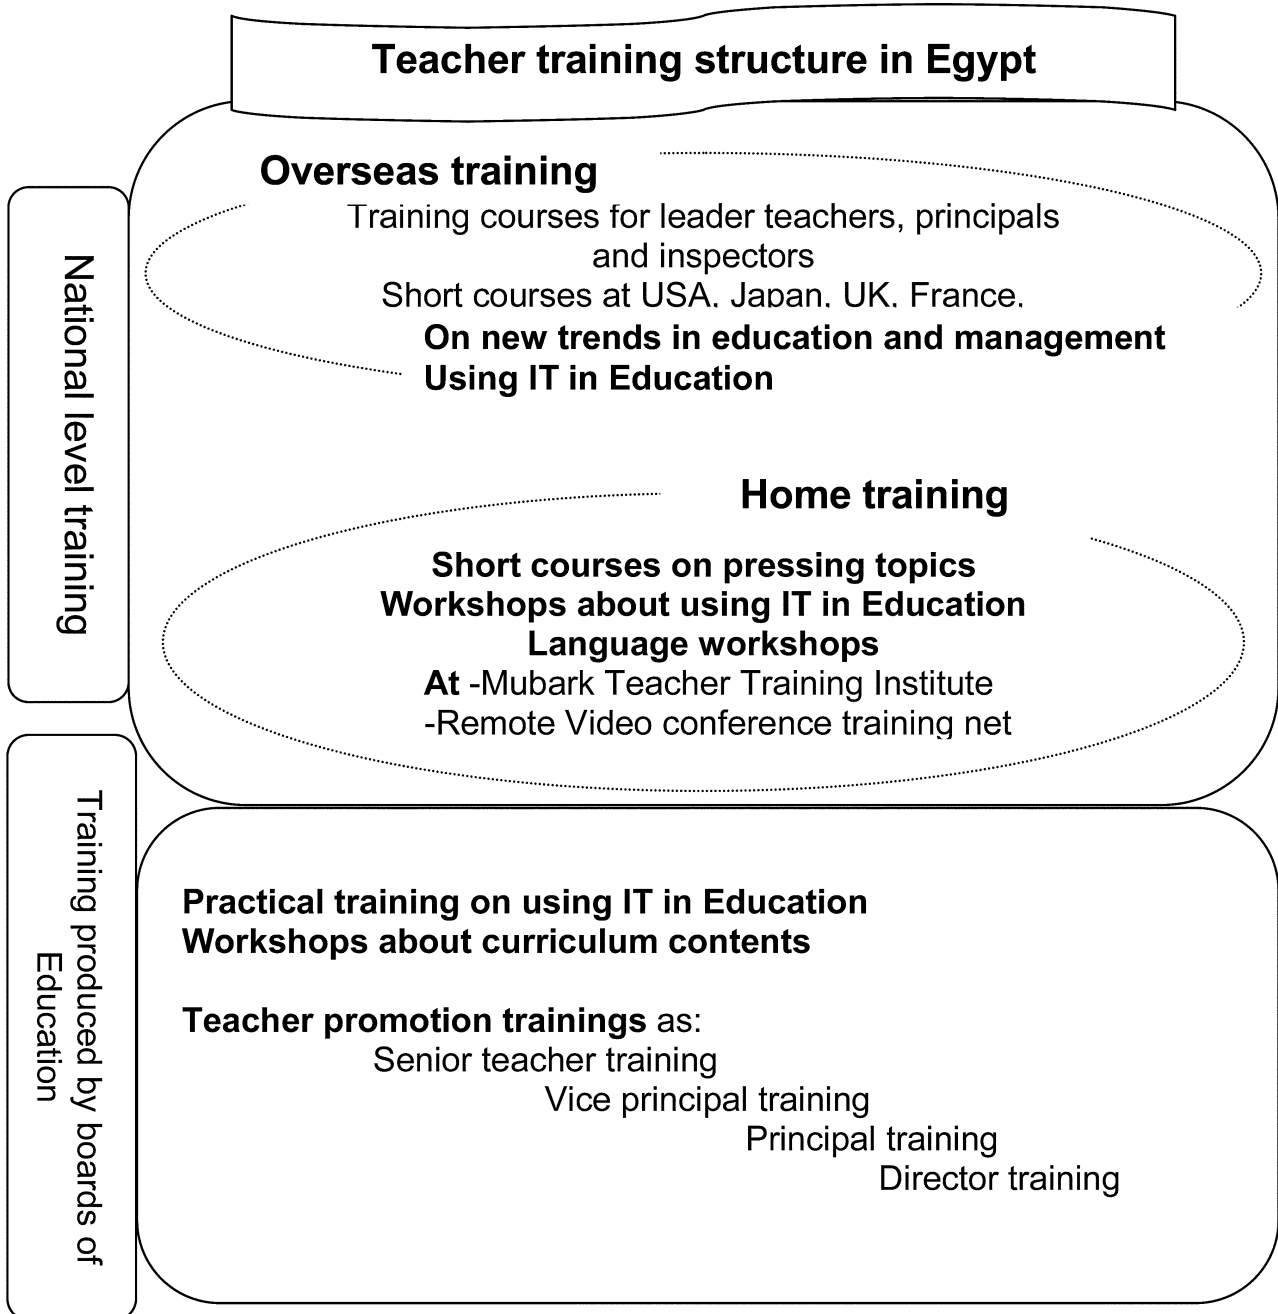 Teacher training structure in Egypt
National level training
Overseas training
Training courses for leader teachers, principals
and inspectors
Short courses at USA, Japan, UK, France,
On new trends in education and management
Using IT in Education
Home training
Short courses on pressing topics
Workshops about using IT in Education
Language workshops
At -Mubark Teacher Training Institute
-Remote Video conference training net
Training produced by boards of
Education
Practical training on using IT in Education
Workshops about curriculum contents
Teacher promotion trainings as:
Senior teacher training
Vice principal training
Principal training
Director training